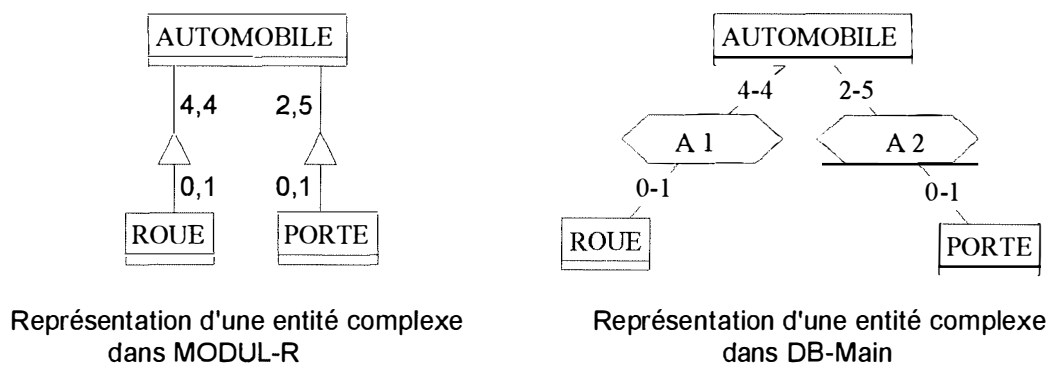 AUTOMOBILE
4,4
2,5
0,1
0,1
ROUE
PORTE
Représentation d'une entité complexe
dans MODUL-R
AUTOMOBILE
4-4
2-5
A 1
A 2
0-1
0-1
ROUE
PORTE
Représentation d'une entité complexe
dans DB-Main